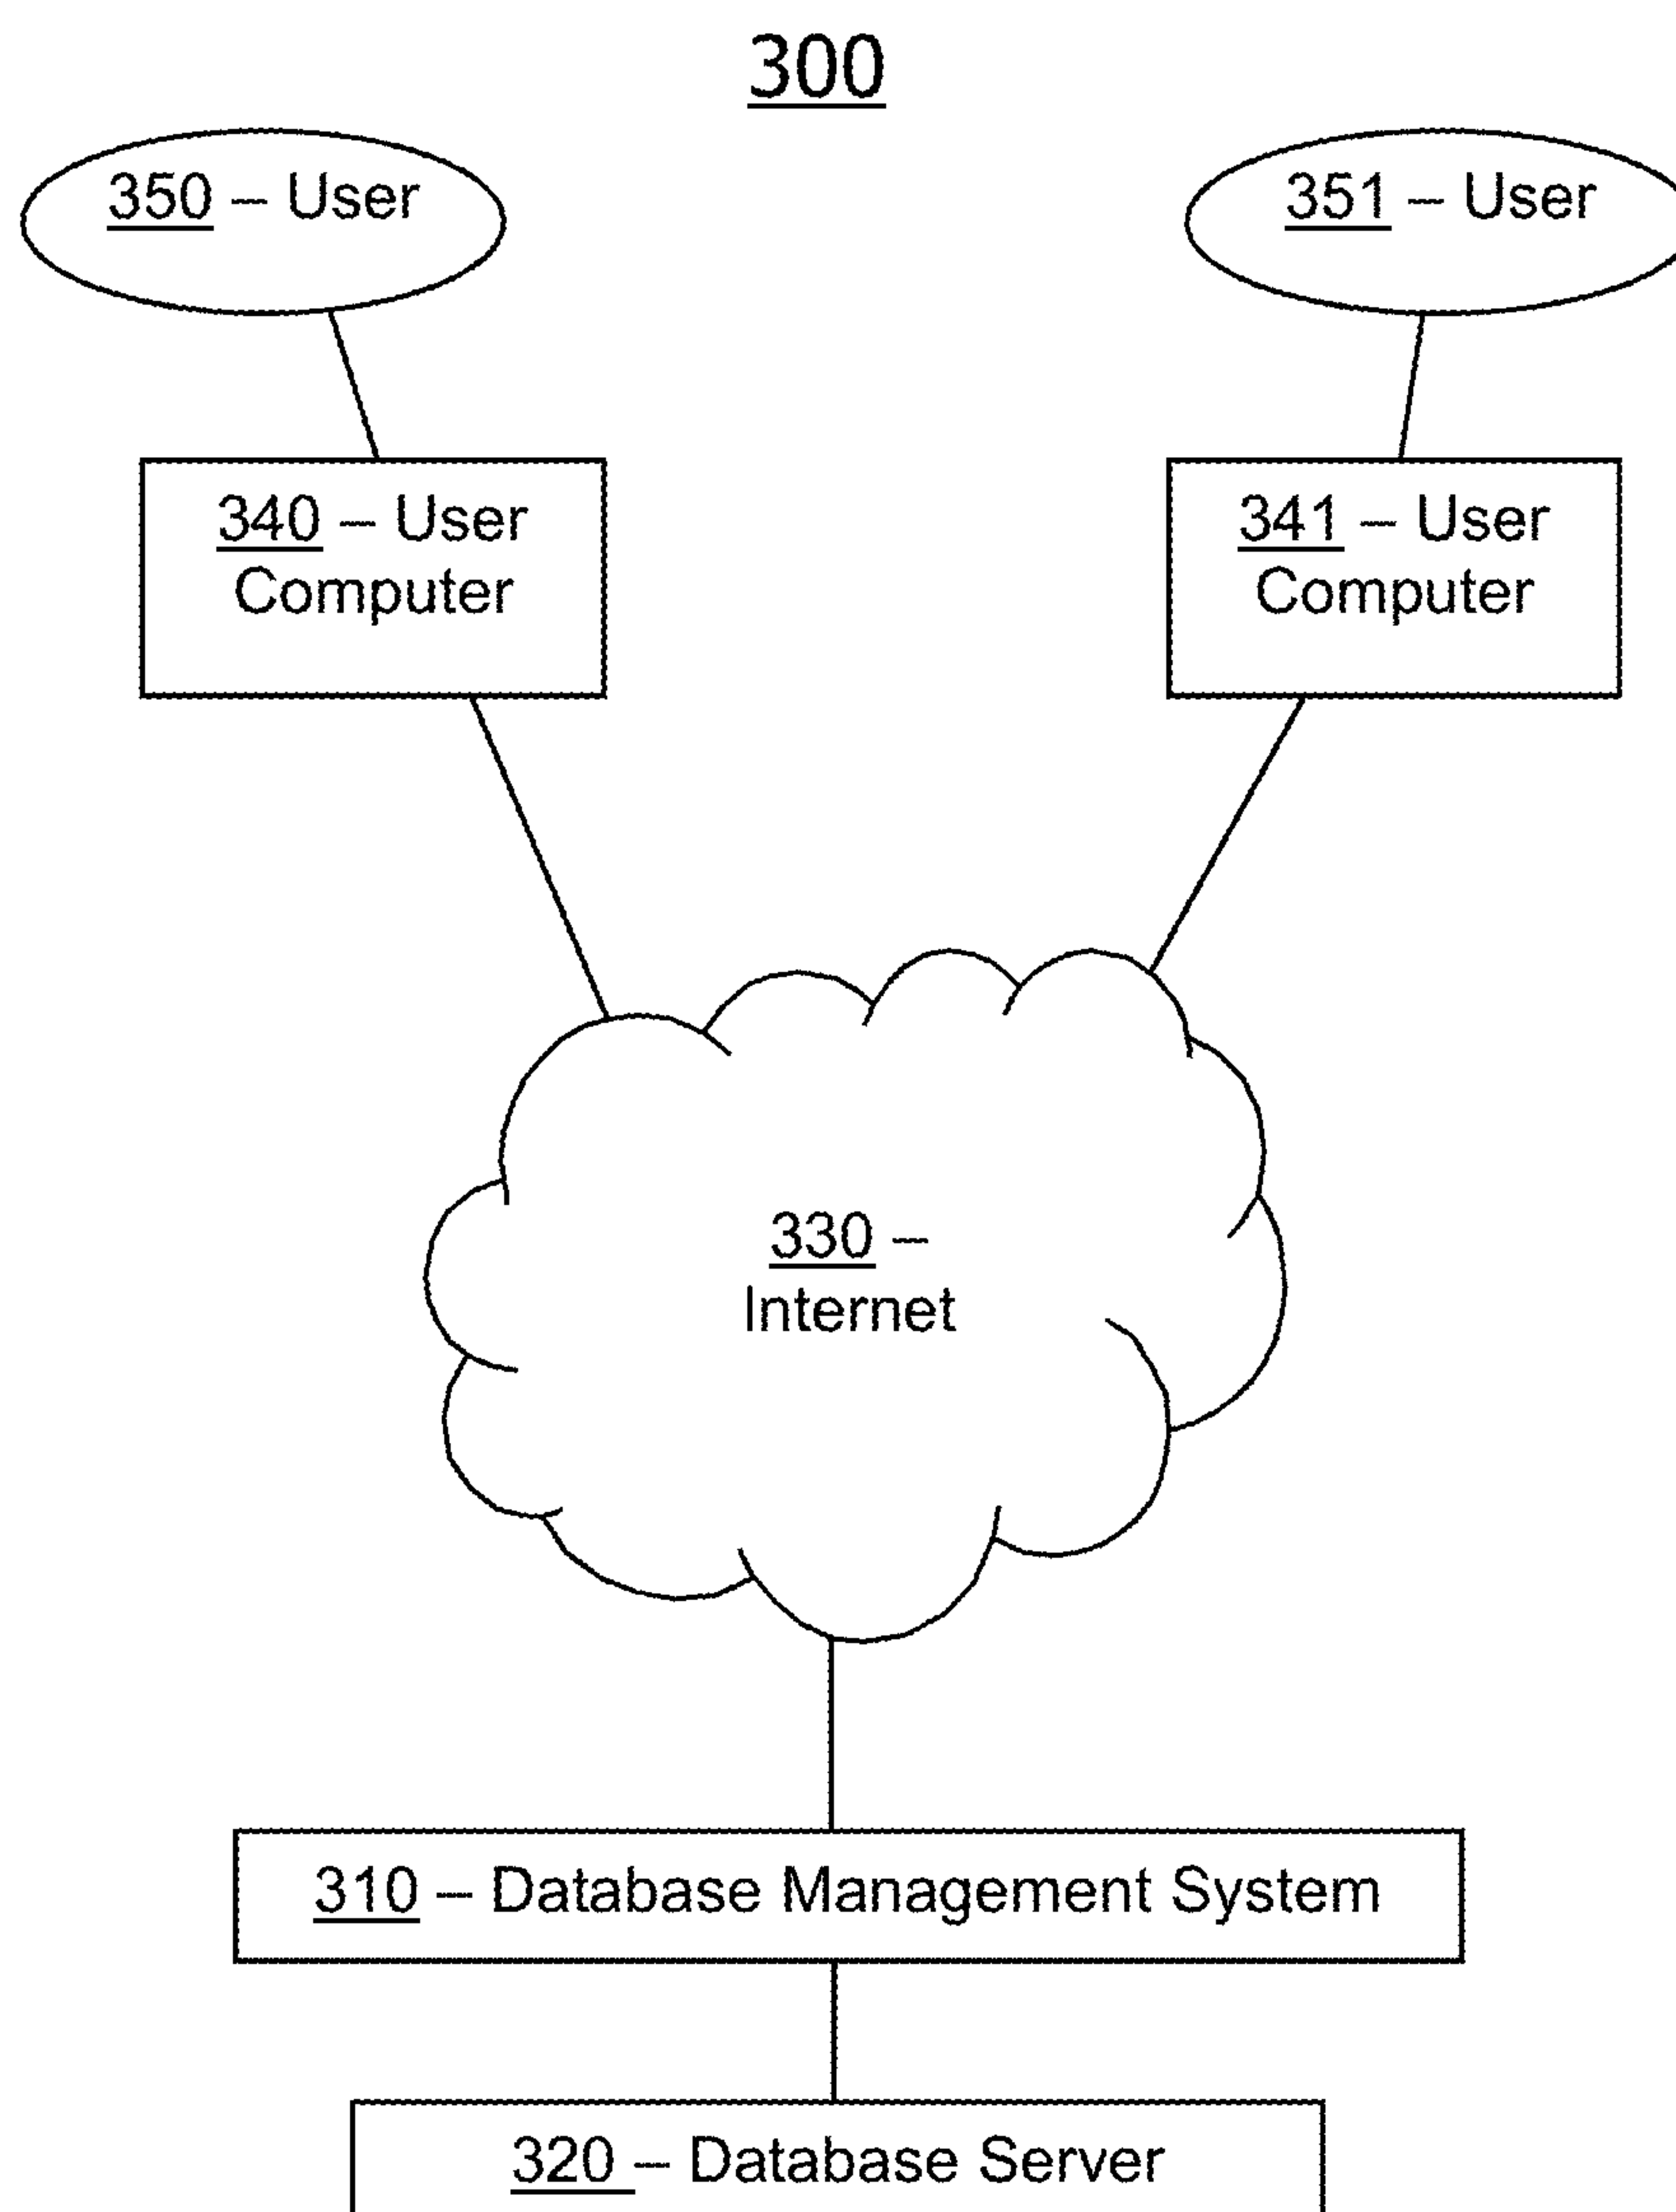 300
350 – User
351 – User
340 – User
Computer
341 – User
Computer
330 –
Internet
310 – Database Management System
320 – Database Server